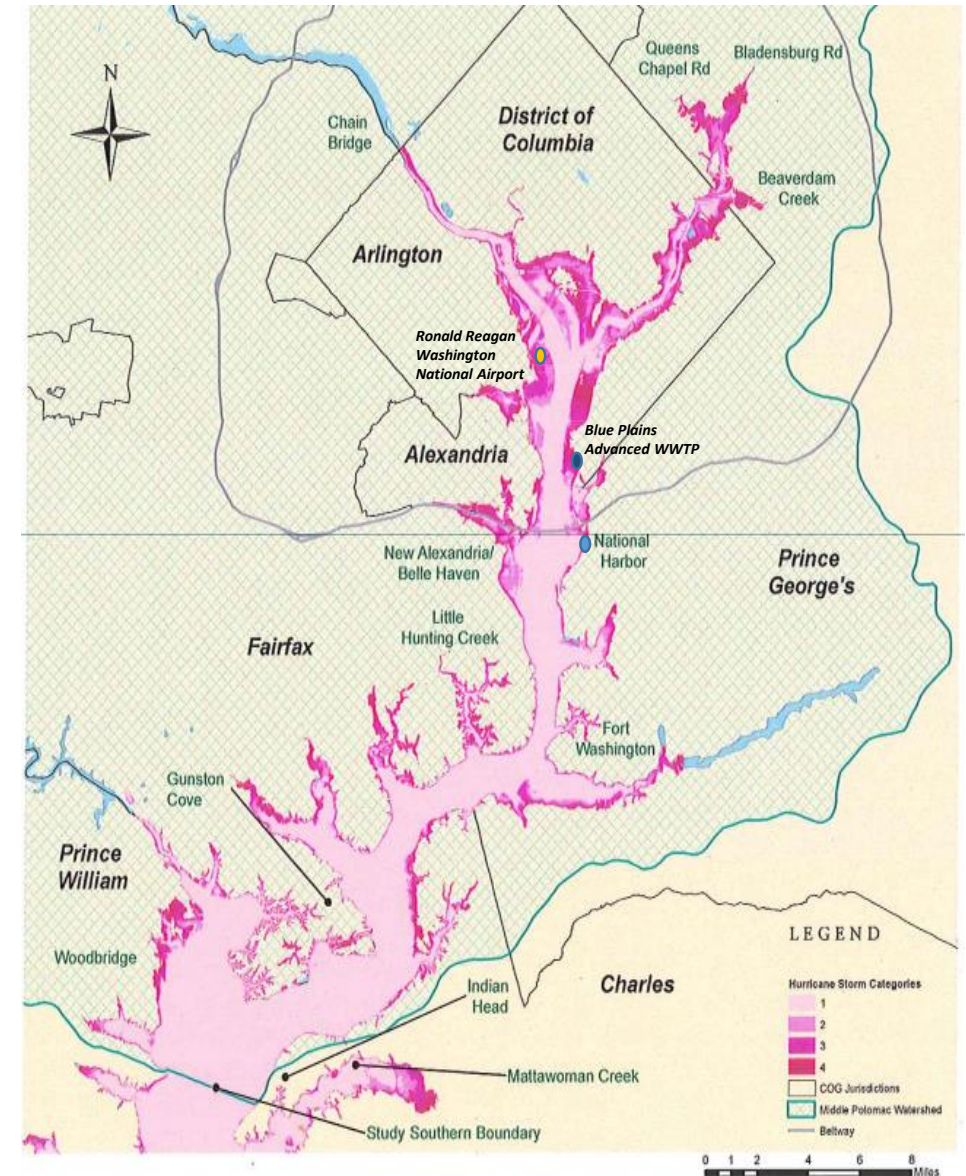 N
Queens
Chapel Rd
Bladensburg Rd
Chain
Bridge
District of
Columbia
Beaverdam
Creek
Arlington
Ronald Reagan
Washington
National Airport
Blue Plains
Advanced WWTP
Alexandria
New Alexandria/
Belle Haven
National
Harbor
Prince
George's
Little
Hunting Creek
Fairfax
Fort
Washington
Gunston
Cove
Prince
William
Woodbridge
LEGEND
Indian
Head
Charles
Hurricane Storm Categories
1
2
3
4
COG Jurisdictions
Middle Potomac Watershed
Beltway
Mattawoman Creek
Study Southern Boundary
0 1 2 4 6 8
Miles